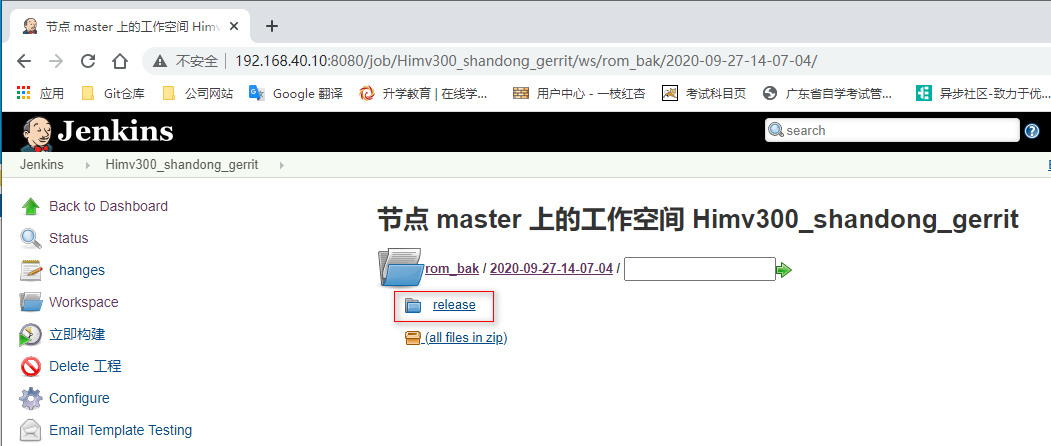 节点 master 上的工作空间 Him
不安全 192.168.40.10:8080/job/Himv300_shandong_gerrit/ws/rom_bak/2020-09-27-14-07-04/
应用 Git仓库 公司网站 Google 翻译 升学教育 | 在线学... 用户中心 - 一枝红杏 考试科目页 广东省自学考试管... 异步社区-致力于优...
Jenkins search
Jenkins Himv300_shandong_gerrit
Back to Dashboard
Status
Changes
Workspace
立即构建
Delete 工程
Configure
Email Template Testing
节点 master 上的工作空间 Himv300_shandong_gerrit
rom_bak / 2020-09-27-14-07-04 /
release
(all files in zip)